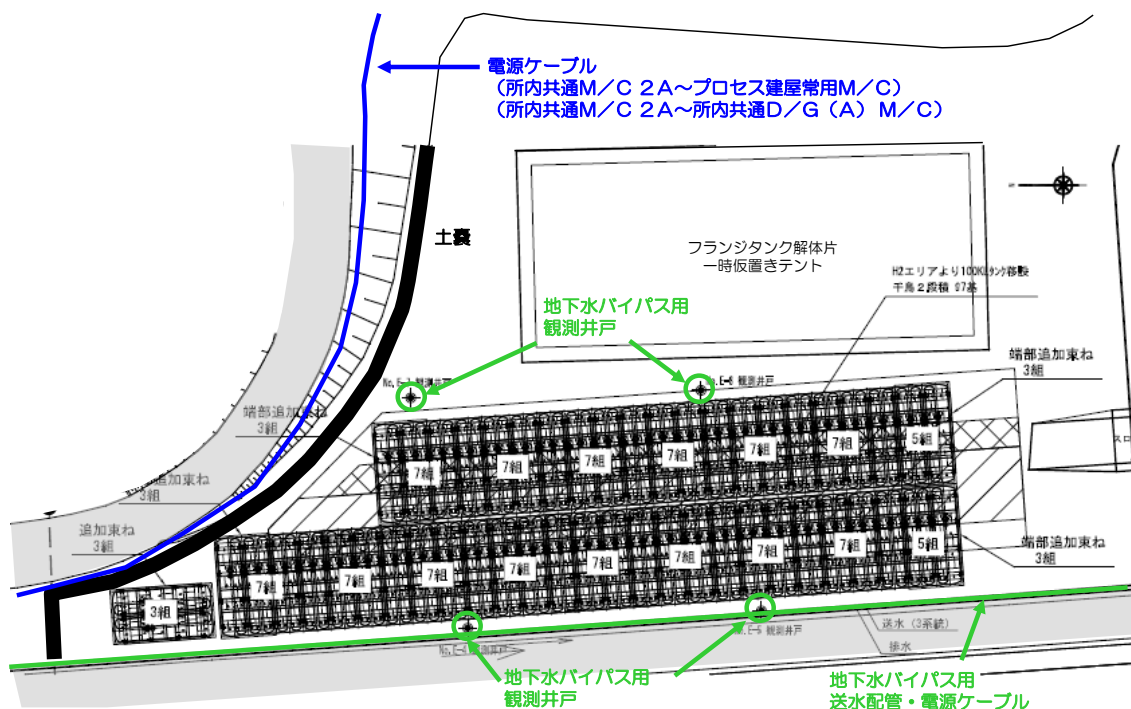 電源ケーブル
（所内共通M／C 2A～プロセス建屋常用M／C）
（所内共通M／C 2A～所内共通D／G（A）M／C）
土嚢
フランジタンク解体片
一時仮置きテント
H2エリアより100KLタンク移設
千鳥2段積 97基
地下水バイパス用
観測井戸
端部追加束ね
3組
観測井戸
No.E-8 観測井戸
端部追加束ね
3組
スロ
追加束ね
3組
追加束ね
3組
7組
7組
7組
7組
7組
7組
5組
7組
7組
7組
7組
7組
7組
7組
7組
5組
端部追加束ね
3組
3組
観測井戸
観測井戸
送水（3系統）
排水
地下水バイパス用
観測井戸
地下水バイパス用
送水配管・電源ケーブル